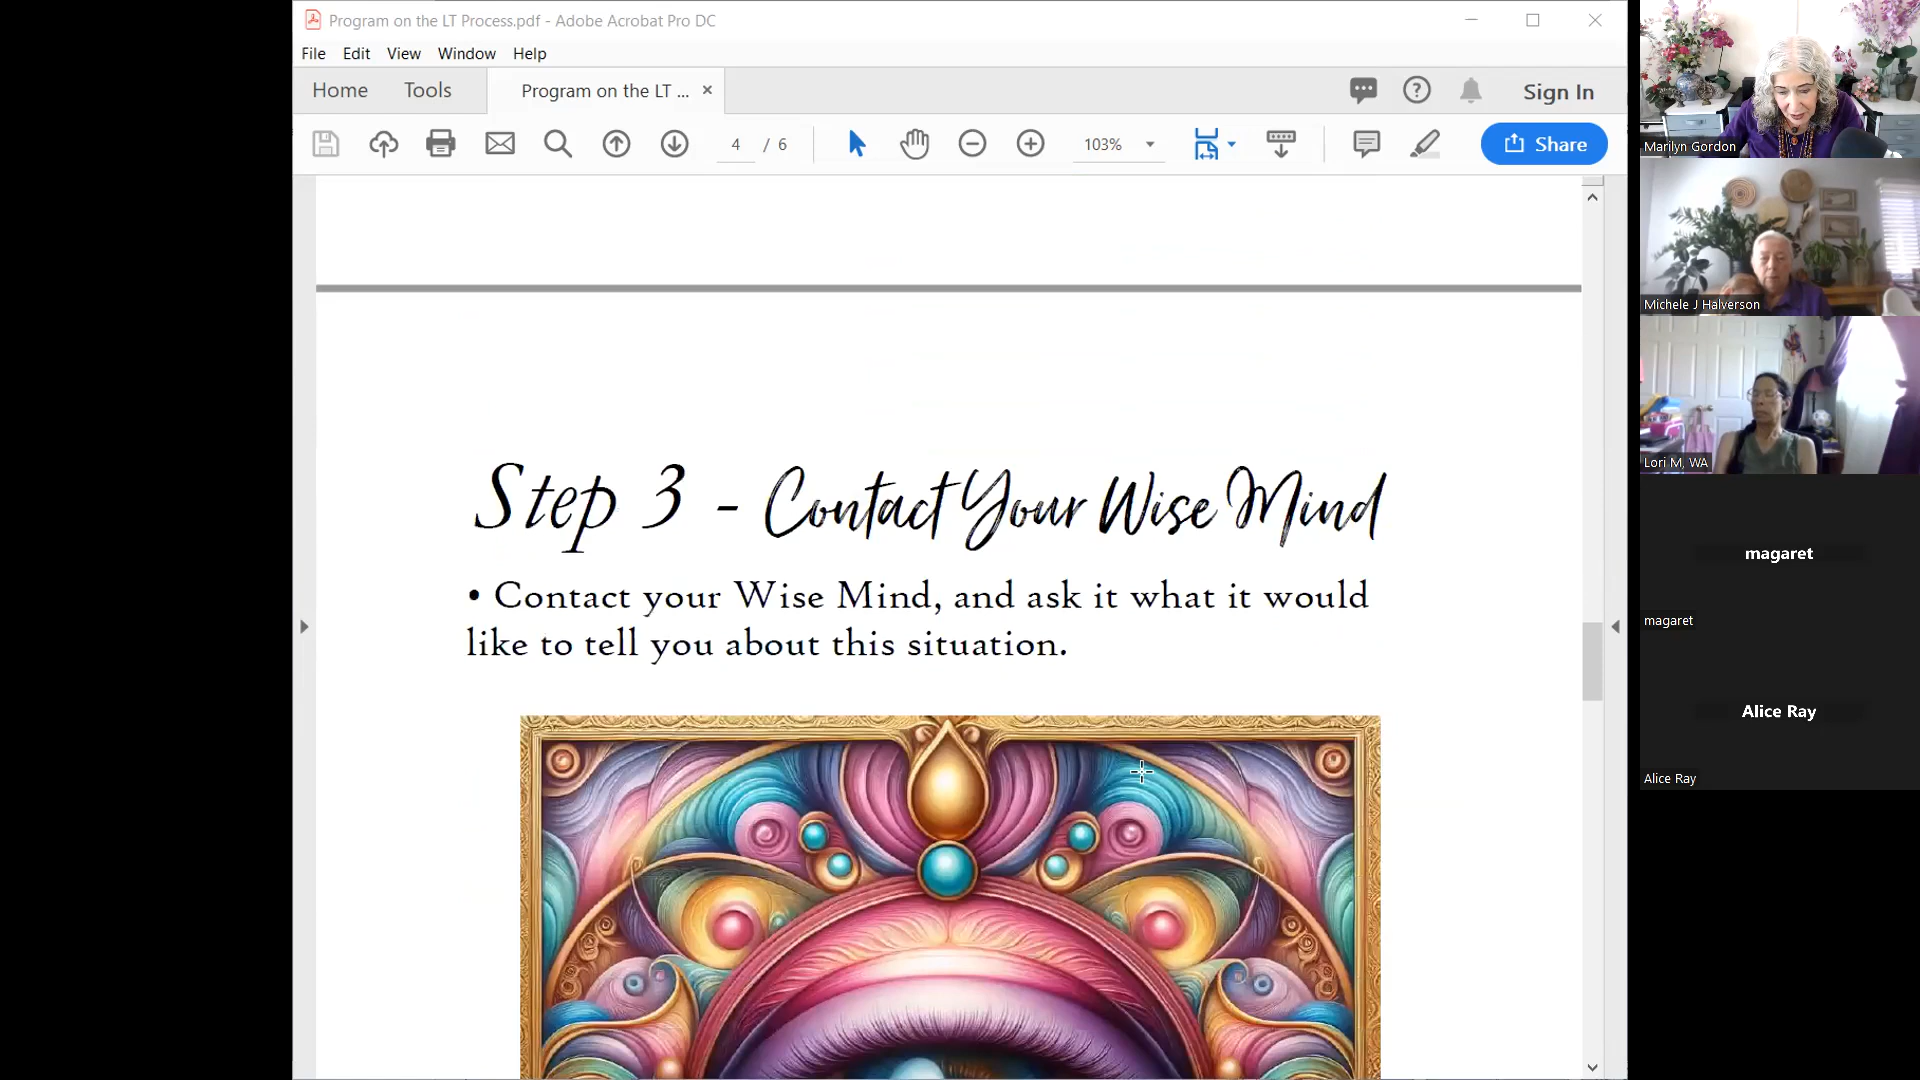 Program on the LT Process.pdf - Adobe Acrobat Pro DC
File Edit View Window Help
Home Tools Program on the LT ... Sign In
4 / 6 103% Share
Step 3 - Contact Your Wise Mind
• Contact your Wise Mind, and ask it what it would
like to tell you about this situation.
Marilyn Gordon
Michele J Halverson
Lori M, WA
magaret
magaret
Alice Ray
Alice Ray